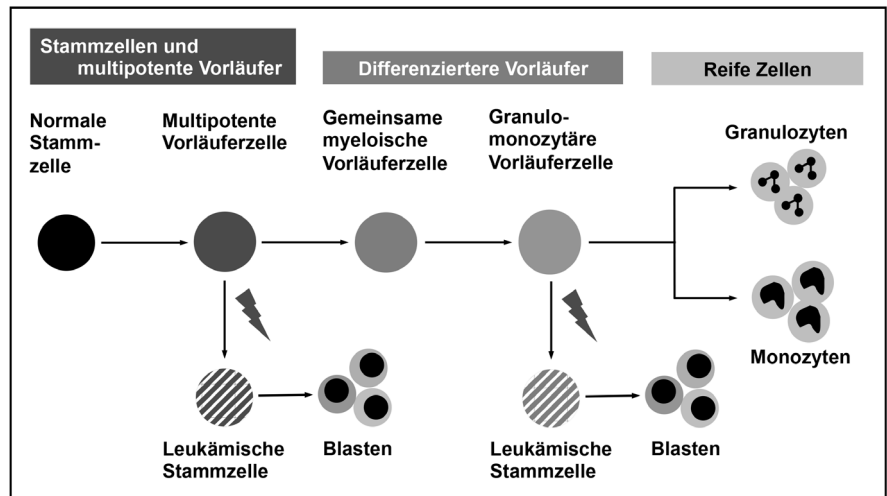 Stammzellen und
multipotente Vorläufer
Differenziertere Vorläufer
Reife Zellen
Normale
Stamm-
zelle
Multipotente
Vorläuferzelle
Gemeinsame
myeloische
Vorläuferzelle
Granulo-
monozytäre
Vorläuferzelle
Granulozyten
Monozyten
Leukämische
Stammzelle
Blasten
Leukämische
Stammzelle
Blasten